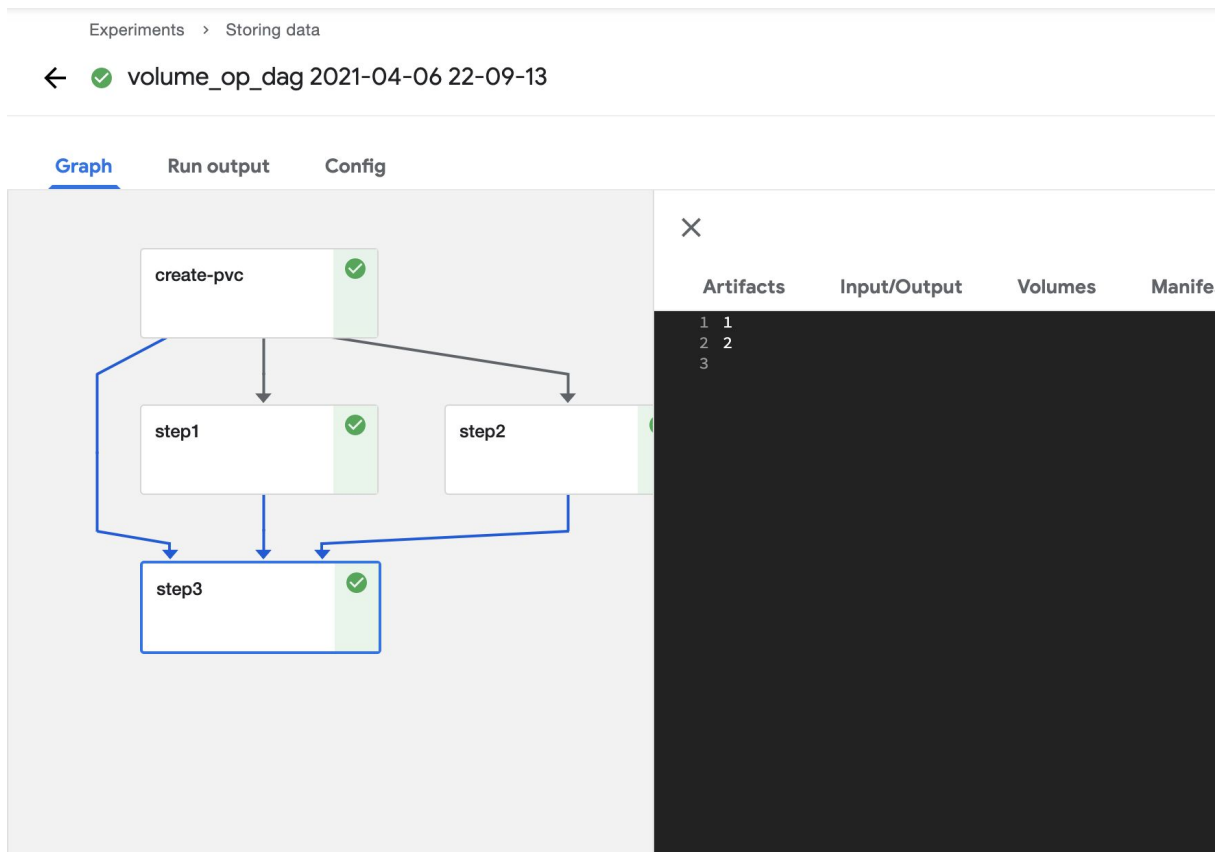 Experiments > Storing data
volume_op_dag 2021-04-06 22-09-13
Graph Run output Config
create-pvc
step1
step2
step3
Artifacts Input/Output Volumes Manife
1 1
2 2
3